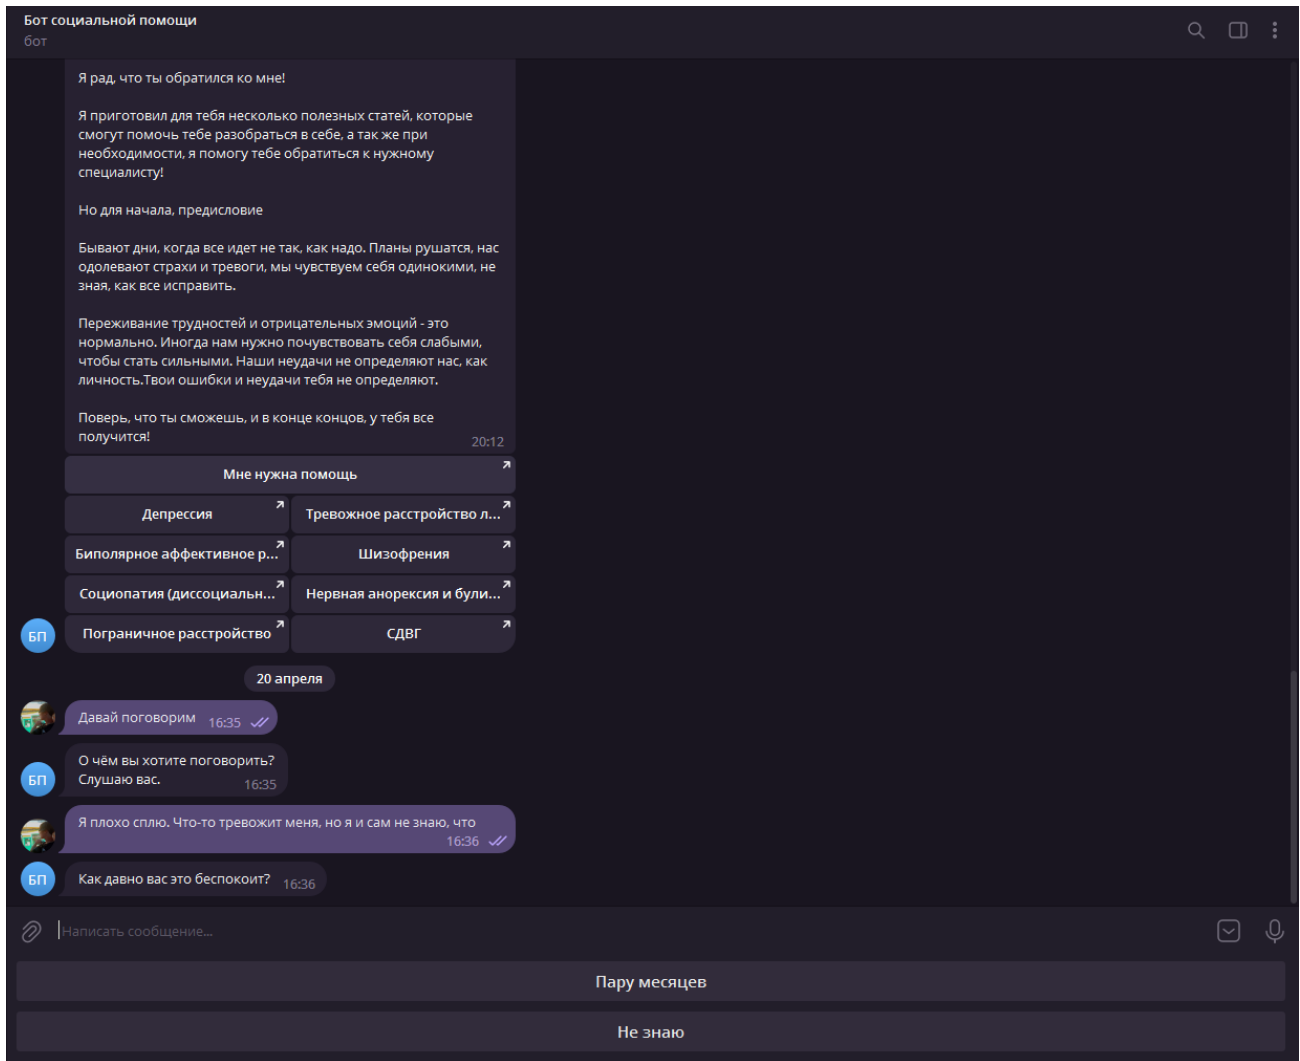 Бот социальной помощи
бот
Я рад, что ты обратился ко мне!
Я приготовил для тебя несколько полезных статей, которые
смогут помочь тебе разобраться в себе, а так же при
необходимости, я помогу тебе обратиться к нужному
специалисту!
Но для начала, предисловие
Бывают дни, когда все идет не так, как надо. Планы рушатся, нас
одолевают страхи и тревоги, мы чувствуем себя одинокими, не
зная, как все исправить.
Переживание трудностей и отрицательных эмоций - это
нормально. Иногда нам нужно почувствовать себя слабыми,
чтобы стать сильными. Наши неудачи не определяют нас, как
личность.Твои ошибки и неудачи тебя не определяют.
Поверь, что ты сможешь, и в конце концов, у тебя все
получится!
20:12
Мне нужна помощь
Депрессия
Тревожное расстройство л...
Биполярное аффективное р...
Шизофрения
Социопатия (диссоциальн...
Нервная анорексия и були...
Пограничное расстройство
СДВГ
БП
20 апреля
Давай поговорим 16:35
О чём вы хотите поговорить?
Слушаю вас. 16:35
БП
Я плохо сплю. Что-то тревожит меня, но я и сам не знаю, что
16:36
БП
Как давно вас это беспокоит? 16:36
Написать сообщение...
Пару месяцев
Не знаю